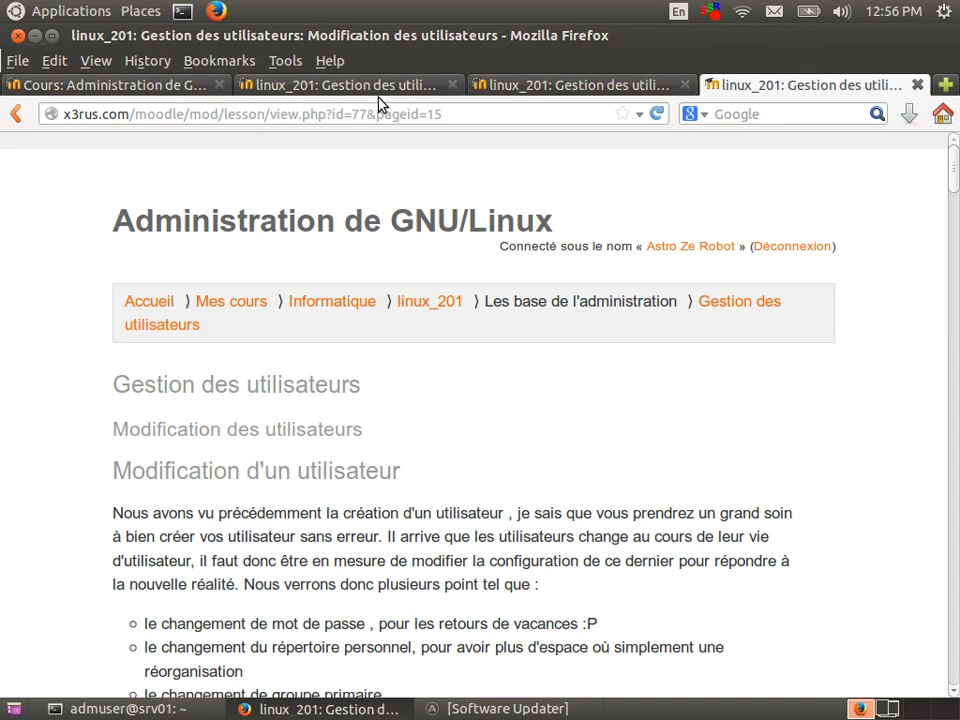 Applications Places En 12:56 PM
linux_201: Gestion des utilisateurs: Modification des utilisateurs - Mozilla Firefox
File Edit View History Bookmarks Tools Help
Cours: Administration de G... linux_201: Gestion des utili... linux_201: Gestion des utili... linux_201: Gestion des utili...
x3rus.com/moodle/mod/lesson/view.php?id=77&pageid=15 Google
Administration de GNU/Linux
Connecté sous le nom « Astro Ze Robot » (Déconnexion)
Accueil ⟩ Mes cours ⟩ Informatique ⟩ linux_201 ⟩ Les base de l'administration ⟩ Gestion des
utilisateurs
Gestion des utilisateurs
Modification des utilisateurs
Modification d'un utilisateur
Nous avons vu précédemment la création d'un utilisateur , je sais que vous prendrez un grand soin
à bien créer vos utilisateur sans erreur. Il arrive que les utilisateurs change au cours de leur vie
d'utilisateur, il faut donc être en mesure de modifier la configuration de ce dernier pour répondre à
la nouvelle réalité. Nous verrons donc plusieurs point tel que :
le changement de mot de passe , pour les retours de vacances :P
le changement du répertoire personnel, pour avoir plus d'espace où simplement une
réorganisation
le changement de groupe primaire
admuser@srv01: ~ linux_201: Gestion d... [Software Updater]